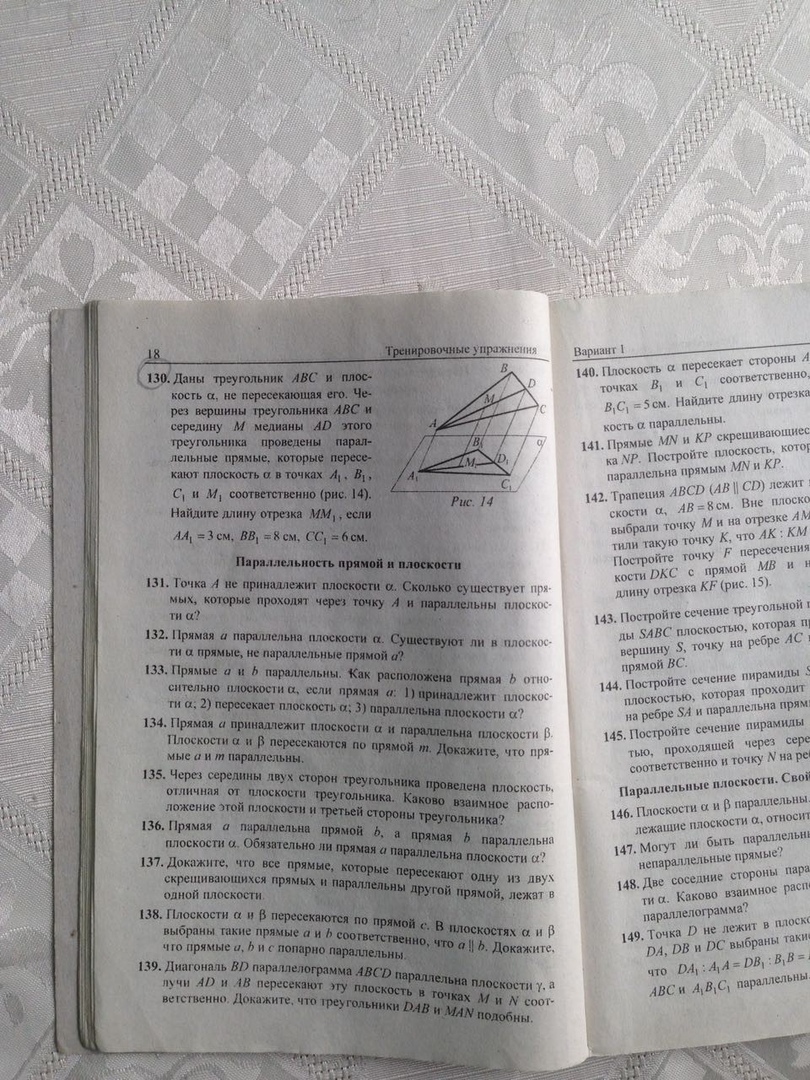 18
Тренировочные упражнения
130. Даны треугольник ABC и плос-
кость α, не пересекающая его. Че-
рез вершины треугольника ABC и
середину M медианы AD этого
треугольника проведены парал-
лельные прямые, которые пересе-
кают плоскость α в точках A₁, B₁,
C₁ и M₁ соответственно (рис. 14).
Найдите длину отрезка MM₁, если
AA₁ = 3 см, BB₁ = 8 см, CC₁ = 6 см.
B
D
M
C
A
B₁
α
M₁
D₁
A₁
C₁
Рис. 14
Параллельность прямой и плоскости
131. Точка A не принадлежит плоскости α. Сколько существует пря-
мых, которые проходят через точку A и параллельны плоскос-
ти α?
132. Прямая a параллельна плоскости α. Существуют ли в плоскос-
ти α прямые, не параллельные прямой a?
133. Прямые a и b параллельны. Как расположена прямая b отно-
сительно плоскости α, если прямая a: 1) принадлежит плоскос-
ти α; 2) пересекает плоскость α; 3) параллельна плоскости α?
134. Прямая a принадлежит плоскости α и параллельна плоскости β.
Плоскости α и β пересекаются по прямой m. Докажите, что пря-
мые a и m параллельны.
135. Через середины двух сторон треугольника проведена плоскость,
отличная от плоскости треугольника. Каково взаимное распо-
ложение этой плоскости и третьей стороны треугольника?
136. Прямая a параллельна прямой b, а прямая b параллельна
плоскости α. Обязательно ли прямая a параллельна плоскости α?
137. Докажите, что все прямые, которые пересекают одну из двух
скрещивающихся прямых и параллельны другой прямой, лежат в
одной плоскости.
138. Плоскости α и β пересекаются по прямой c. В плоскостях α и β
выбраны такие прямые a и b соответственно, что a ∥ b. Докажите,
что прямые a, b и c попарно параллельны.
139. Диагональ BD параллелограмма ABCD параллельна плоскости γ, а
лучи AD и AB пересекают эту плоскость в точках M и N соот-
ветственно. Докажите, что треугольники DAB и MAN подобны.
Вариант 1
140. Плоскость α пересекает стороны A
точках B₁ и C₁ соответственно,
B₁C₁ = 5 см. Найдите длину отрезка
кость α параллельны.
141. Прямые MN и KP скрещивающиес
ка NP. Постройте плоскость, котор
параллельна прямым MN и KP.
142. Трапеция ABCD (AB ∥ CD) лежит
скости α, AB = 8 см. Вне плоско
выбрали точку M и на отрезке AM
тили такую точку K, что AK : KM
Постройте точку F пересечения
кости DKC с прямой MB и н
длину отрезка KF (рис. 15).
143. Постройте сечение треугольной п
ды SABC плоскостью, которая пр
вершину S, точку на ребре AC
прямой BC.
144. Постройте сечение пирамиды S
плоскостью, которая проходит
на ребре SA и параллельна прям
145. Постройте сечение пирамиды
тью, проходящей через сере
соответственно и точку N на ре
Параллельные плоскости. Свой
146. Плоскости α и β параллельны.
лежащие плоскости α, относит
147. Могут ли быть параллельн
непараллельные прямые?
148. Две соседние стороны пара
ти α. Каково взаимное расп
параллелограмма?
149. Точка D не лежит в плоск
DA, DB и DC выбраны таки
что DA₁ : A₁A = DB₁ : B₁B =
ABC и A₁B₁C₁ параллельны.